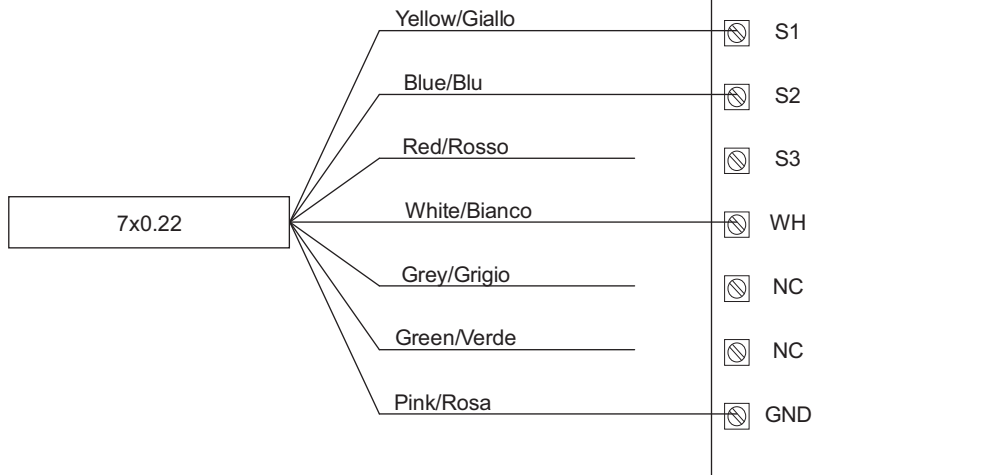 Yellow/Giallo S1
Blue/Blu S2
Red/Rosso S3
White/Bianco WH
7x0.22
Grey/Grigio NC
Green/Verde NC
Pink/Rosa GND